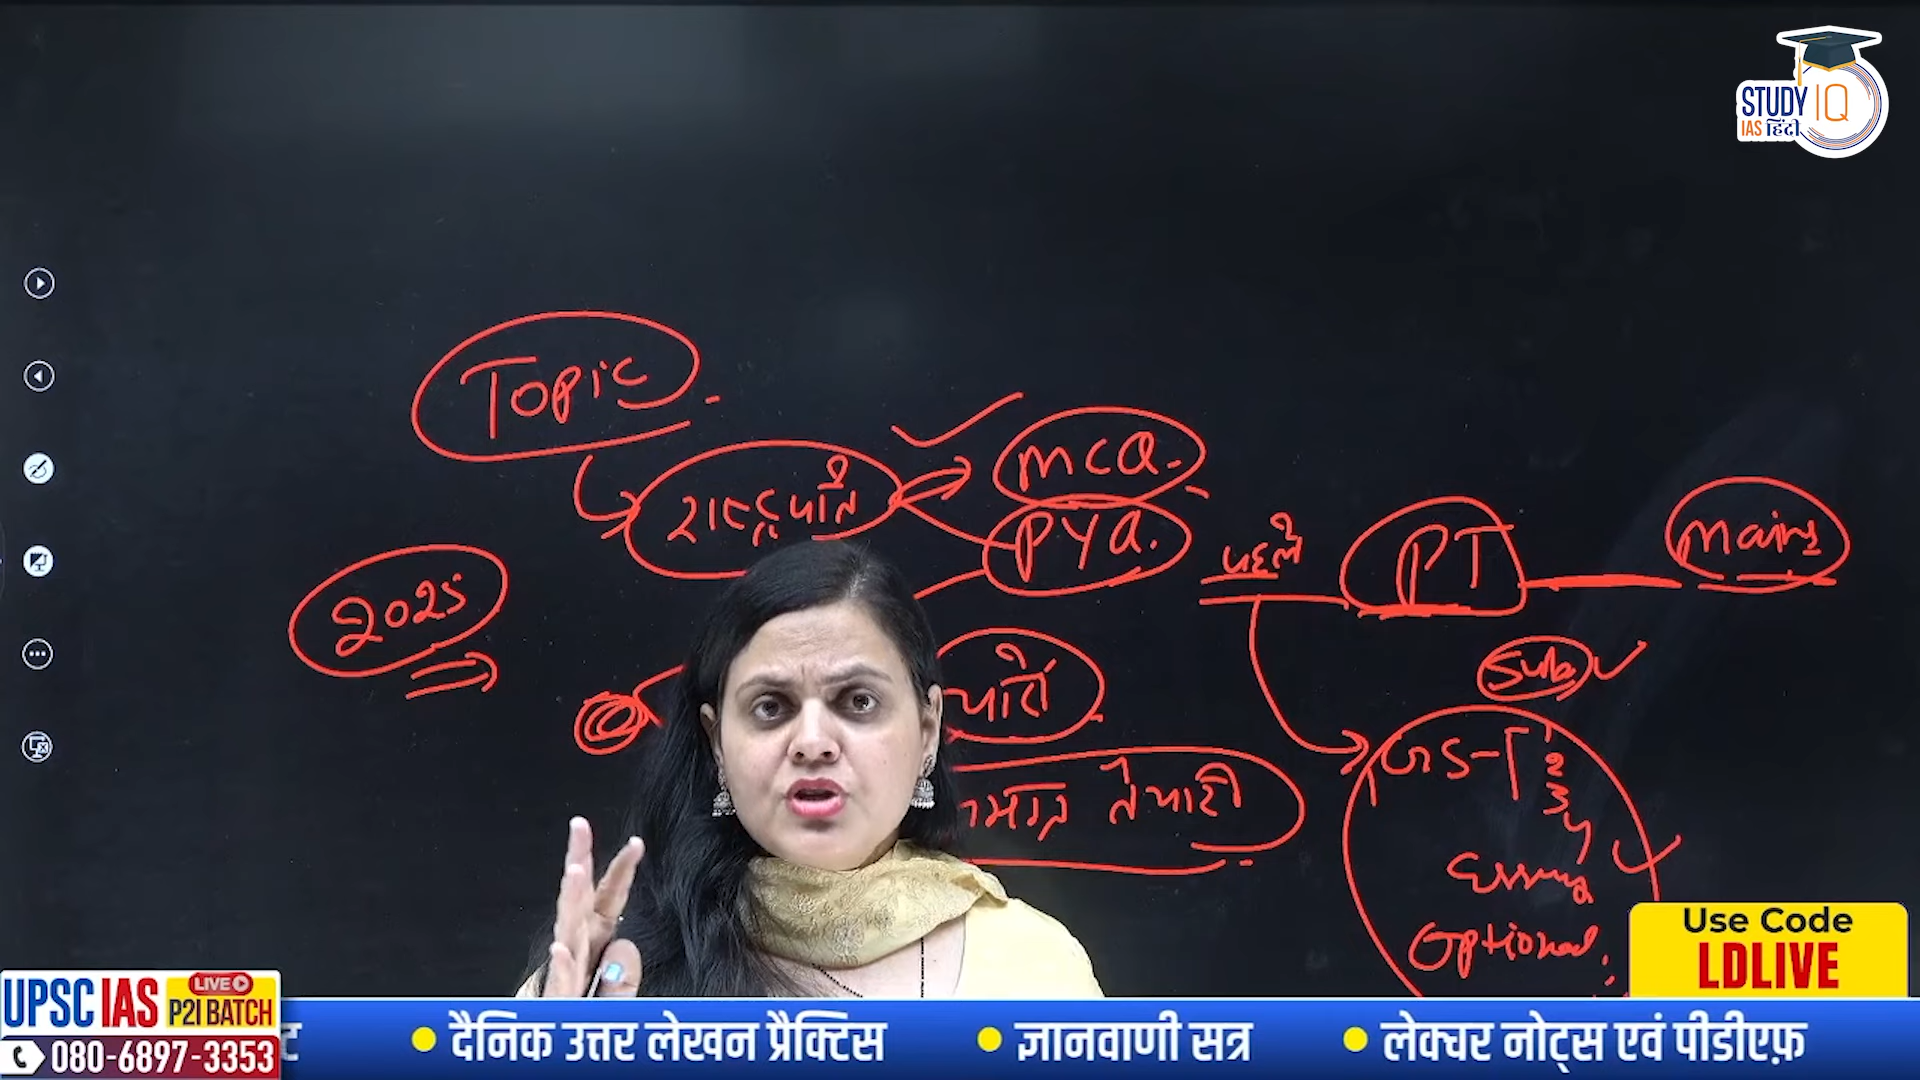 STUDY IQ
IAS हिंदी
Topic
MCQ
राष्ट्रपति
PYQ.
पहले
PT
Mains
2025
Sub
GS-1
2
3
4
Essay
Optional
तैयारी
Use Code
LDLIVE
UPSC IAS
LIVE
P2I BATCH
080-6897-3353
दैनिक उत्तर लेखन प्रैक्टिस
ज्ञानवाणी सत्र
लेक्चर नोट्स एवं पीडीएफ़